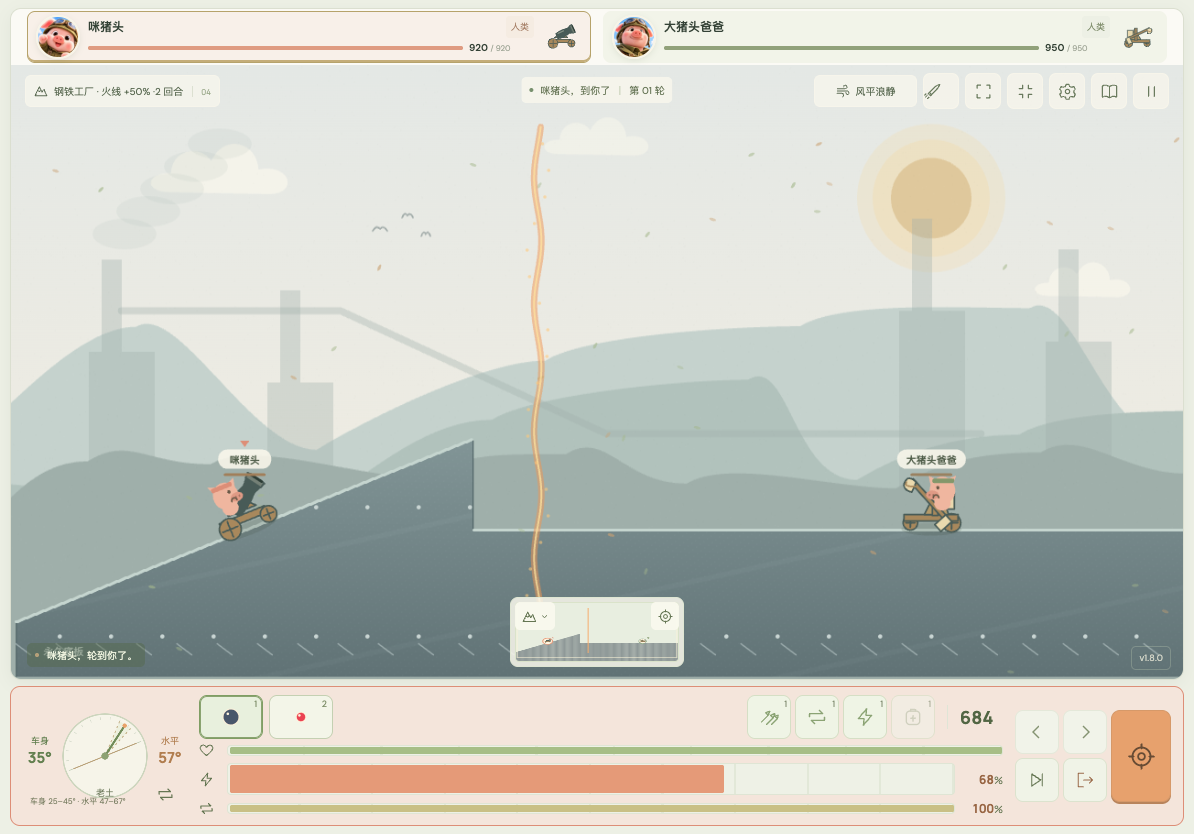 咪猪头
人类
920 / 920
大猪头爸爸
人类
950 / 950
钢铁工厂 · 火线 +50% ·2 回合 04
咪猪头，到你了 第 01 轮
风平浪静
咪猪头
大猪头爸爸
咪猪头，轮到你了。
v1.8.0
1
2
1
1
1
1
684
车身
35°
水平
57°
老土
车身 25–45° · 水平 47–67°
68%
100%